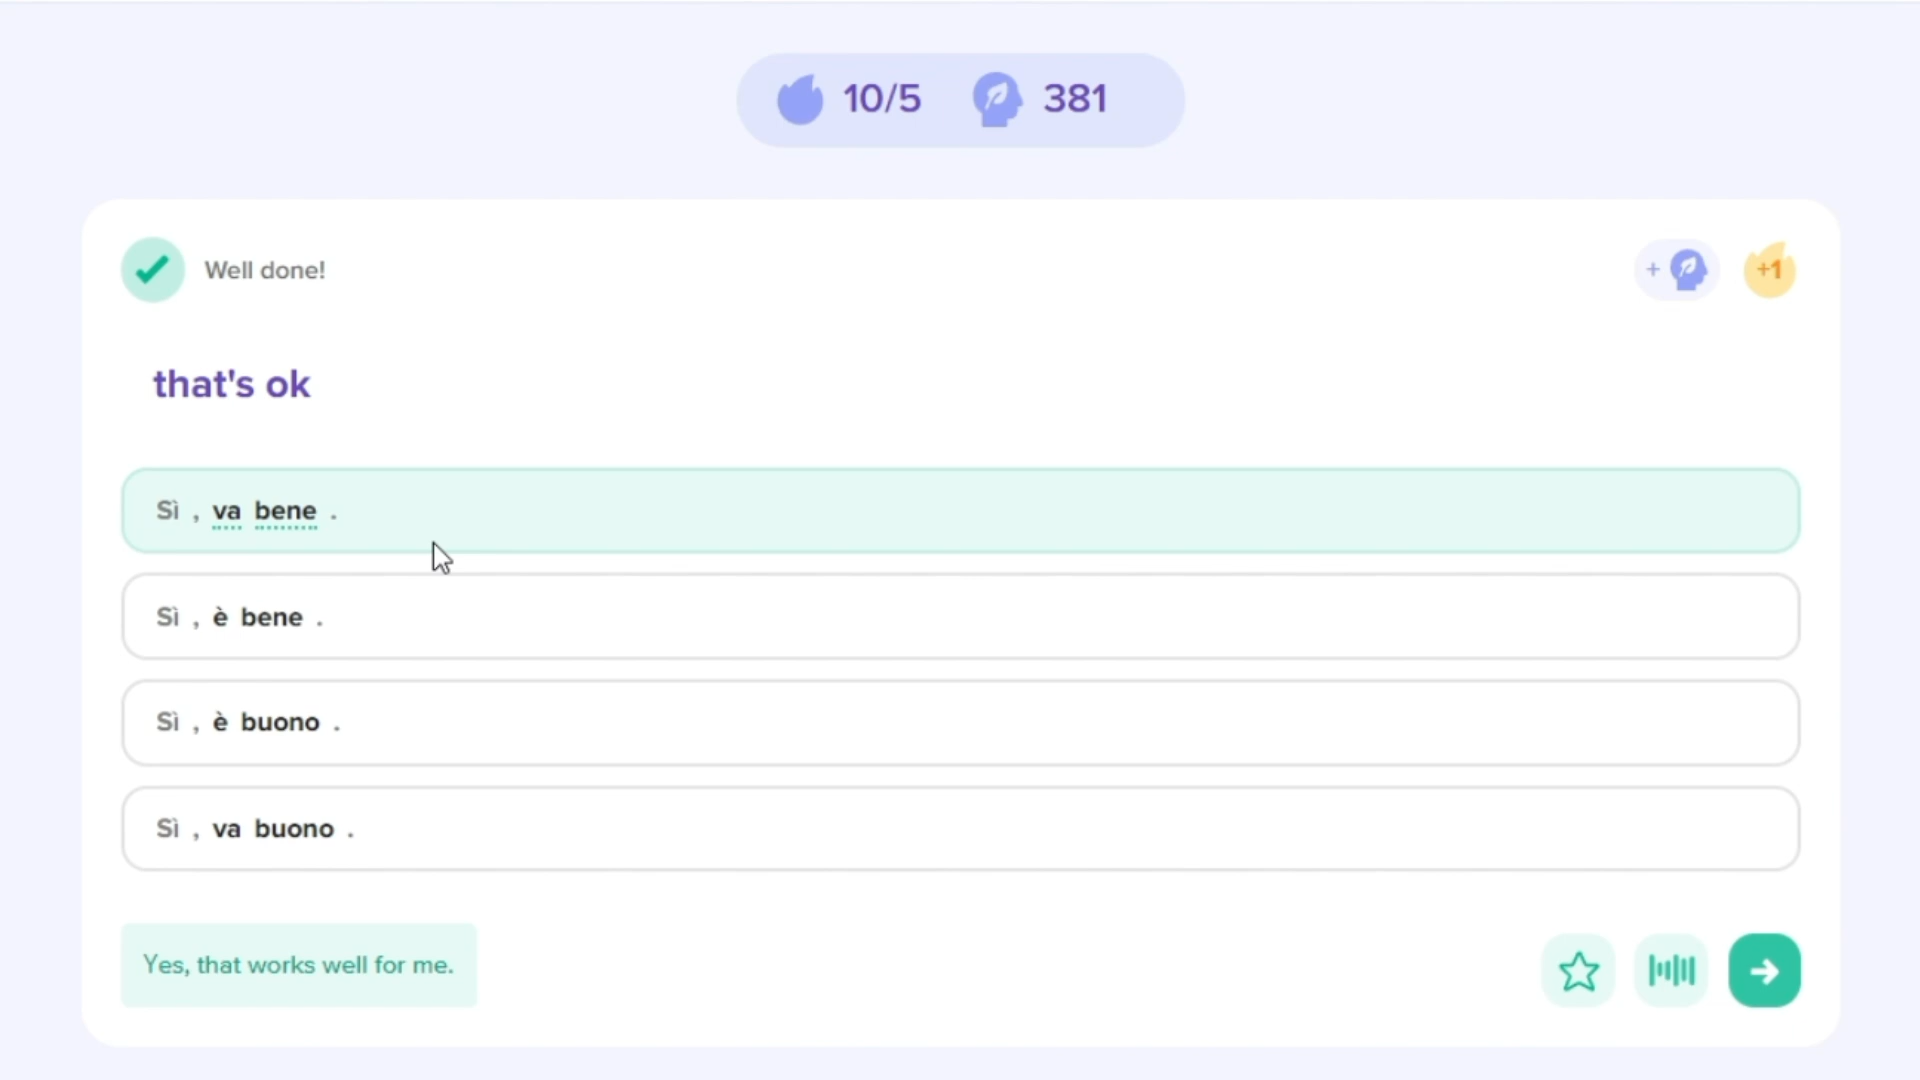 10/5 381
Well done!
+ +1
that's ok
Sì , va bene .
Sì , è bene .
Sì , è buono .
Sì , va buono .
Yes, that works well for me.